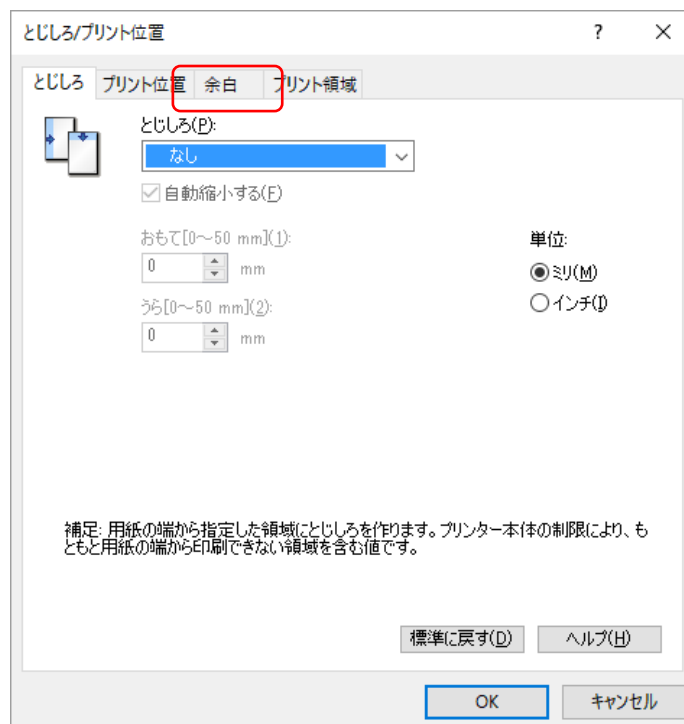 とじしろ/プリント位置 ? ×
とじしろ プリント位置 余白 プリント領域
とじしろ(P):
なし
自動縮小する(F)
おもて[0~50 mm](1):
0 mm
うら[0~50 mm](2):
0 mm
単位:
ミリ(M)
インチ(I)
補足: 用紙の端から指定した領域にとじしろを作ります。プリンター本体の制限により、も
ともと用紙の端から印刷できない領域を含む値です。
標準に戻す(D) ヘルプ(H)
OK キャンセル